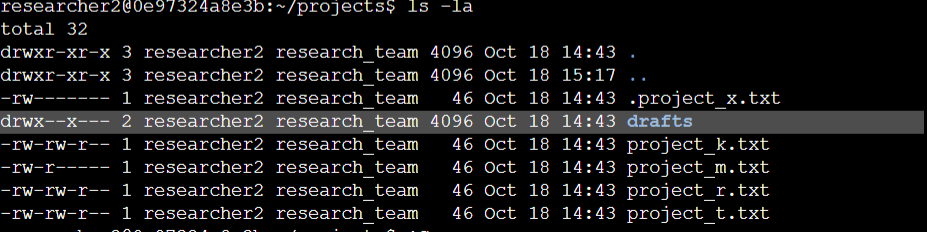 researcher2@0e97324a8e3b:~/projects$ ls -la
total 32
drwxr-xr-x 3 researcher2 research_team 4096 Oct 18 14:43 .
drwxr-xr-x 3 researcher2 research_team 4096 Oct 18 15:17 ..
-rw------- 1 researcher2 research_team   46 Oct 18 14:43 .project_x.txt
drwx--x--- 2 researcher2 research_team 4096 Oct 18 14:43 drafts
-rw-rw-r-- 1 researcher2 research_team   46 Oct 18 14:43 project_k.txt
-rw-r----- 1 researcher2 research_team   46 Oct 18 14:43 project_m.txt
-rw-rw-r-- 1 researcher2 research_team   46 Oct 18 14:43 project_r.txt
-rw-rw-r-- 1 researcher2 research_team   46 Oct 18 14:43 project_t.txt